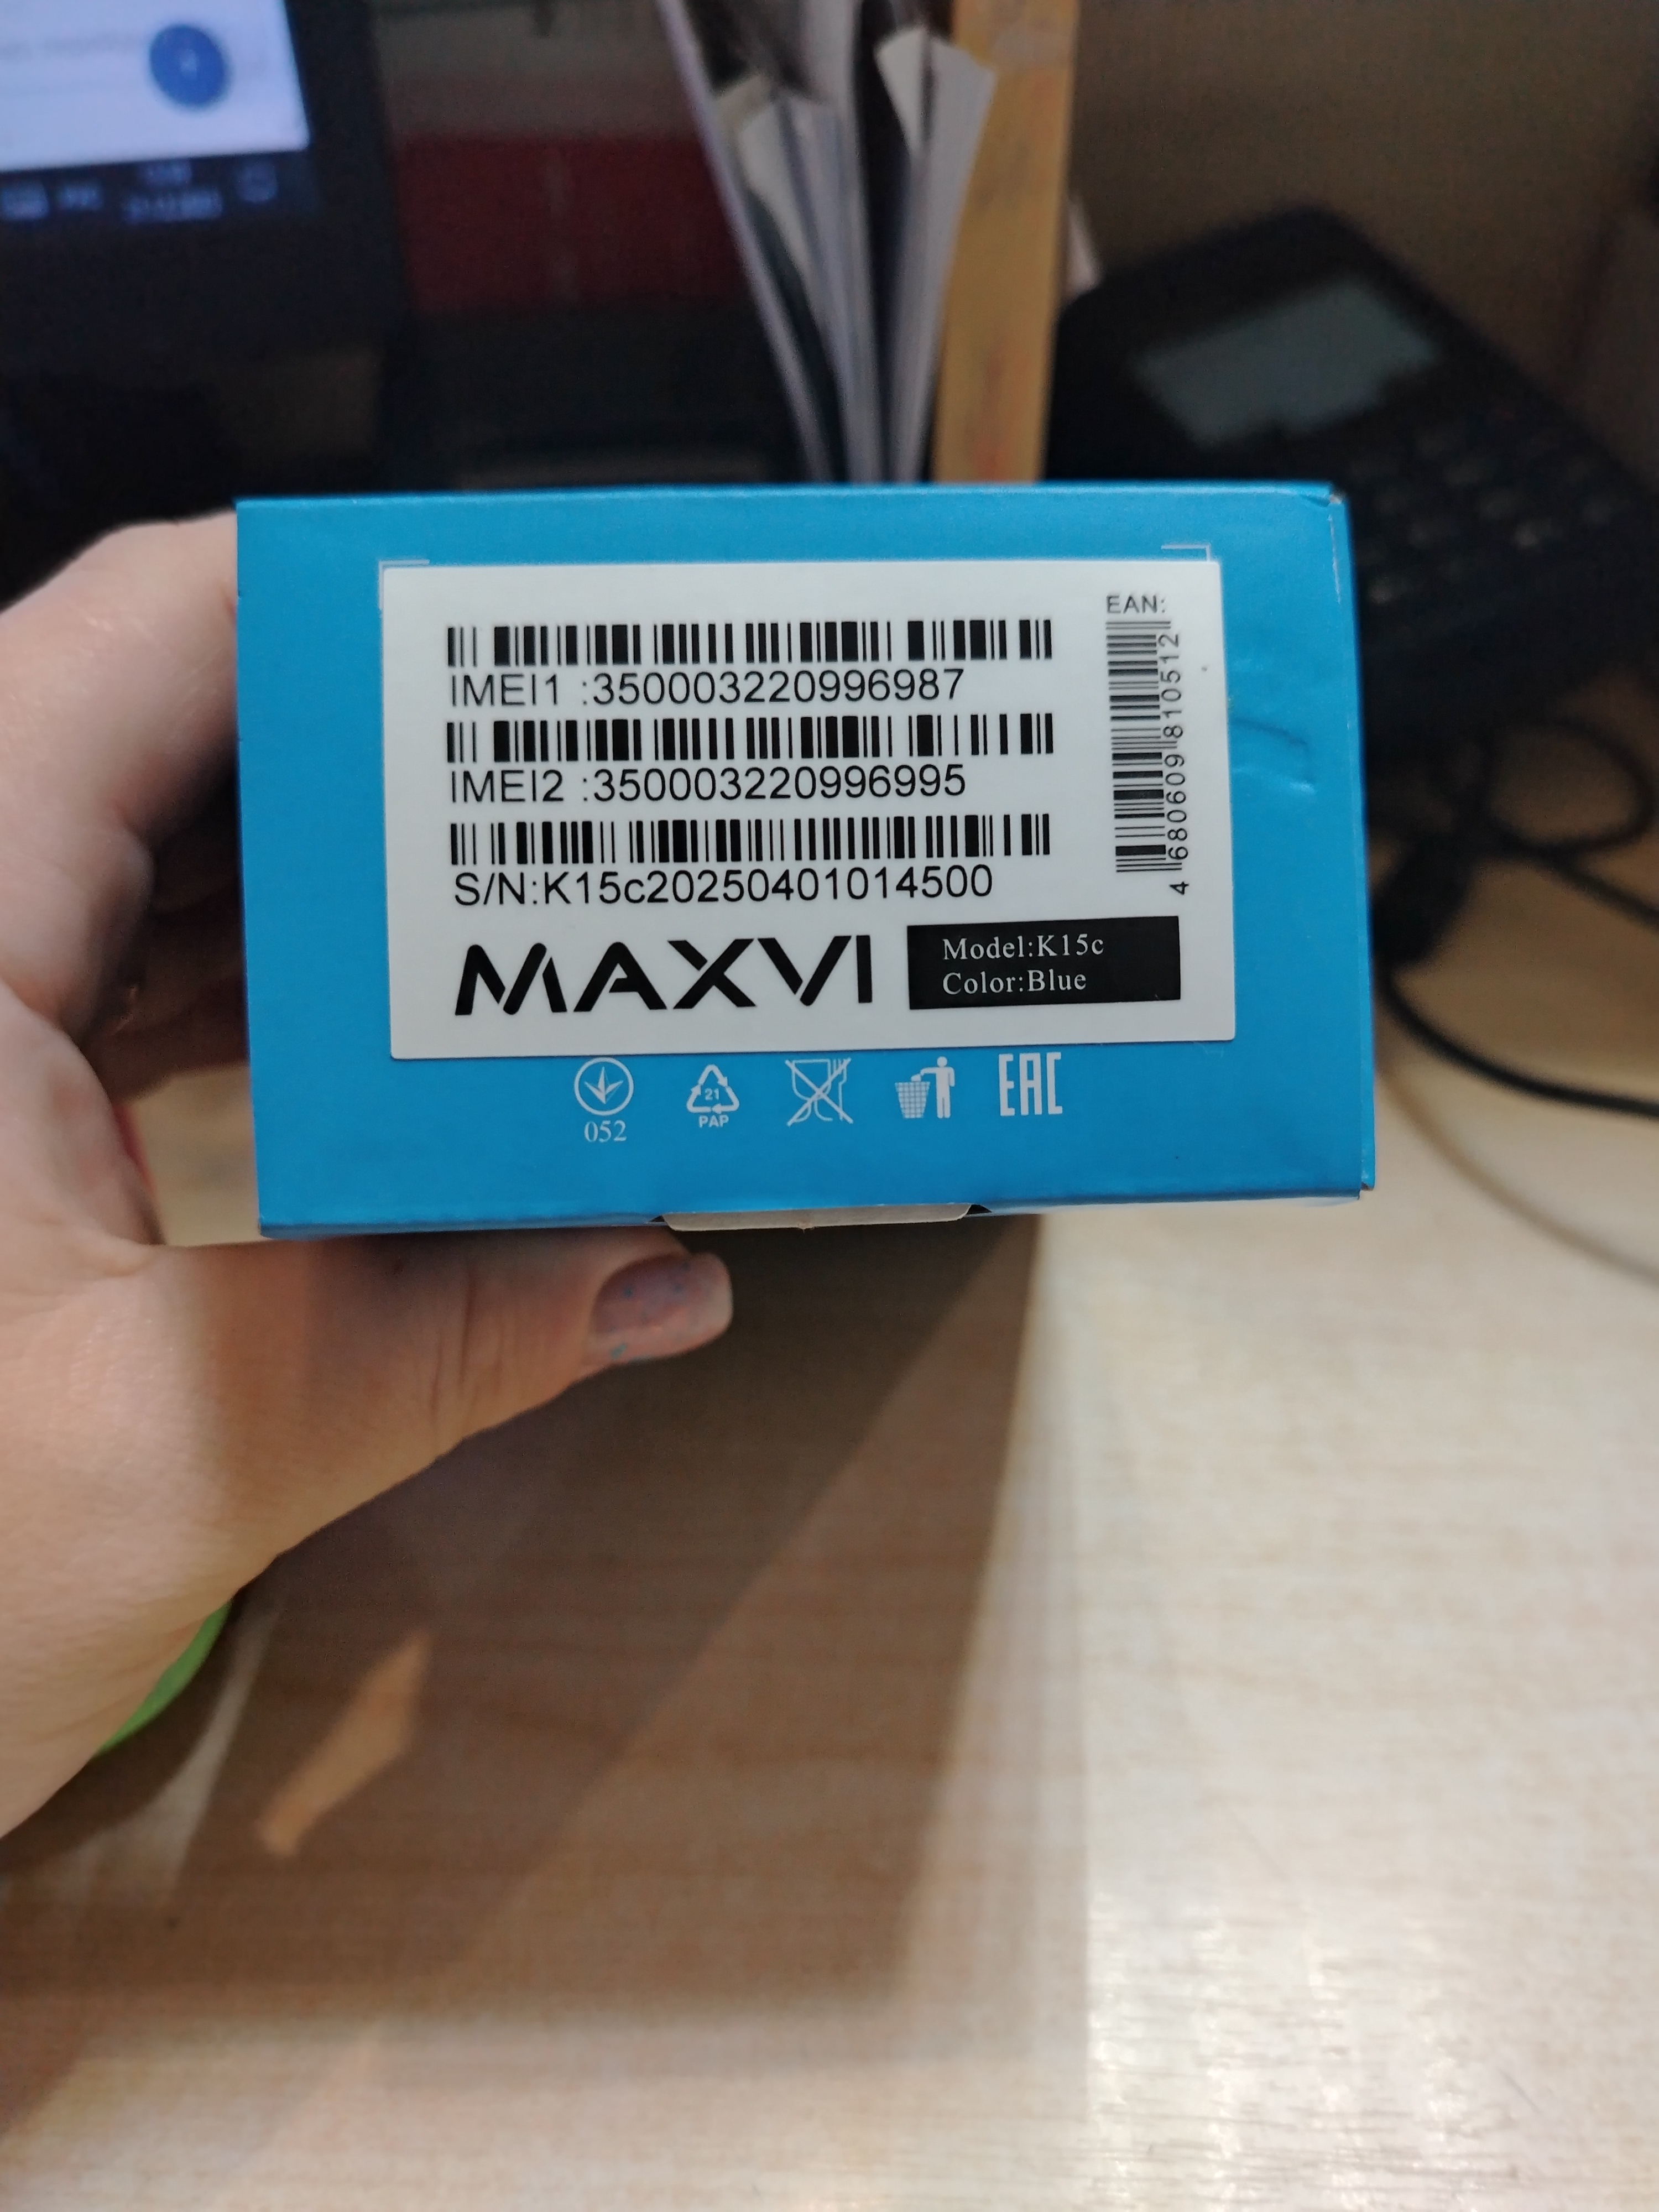 EAN:
IMEI1 :350003220996987
IMEI2 :350003220996995
S/N:K15c20250401014500
4 680609 810512
MAXVI
Model:K15c
Color:Blue
052
21
PAP
EAC